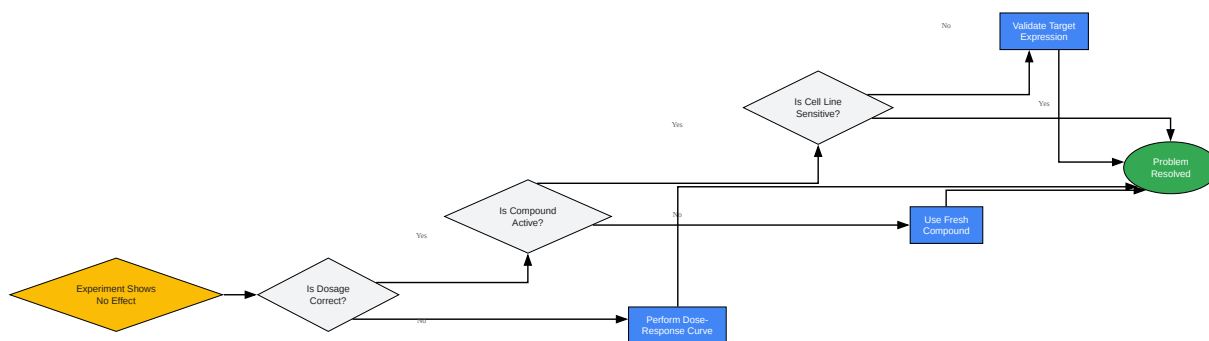 No
Validate Target
Expression
Is Cell Line
Sensitive?
Yes
Yes
Problem
Resolved
Is Compound
Active?
No
Use Fresh
Compound
Yes
Experiment Shows
No Effect
Is Dosage
Correct?
No
Perform Dose-
Response Curve